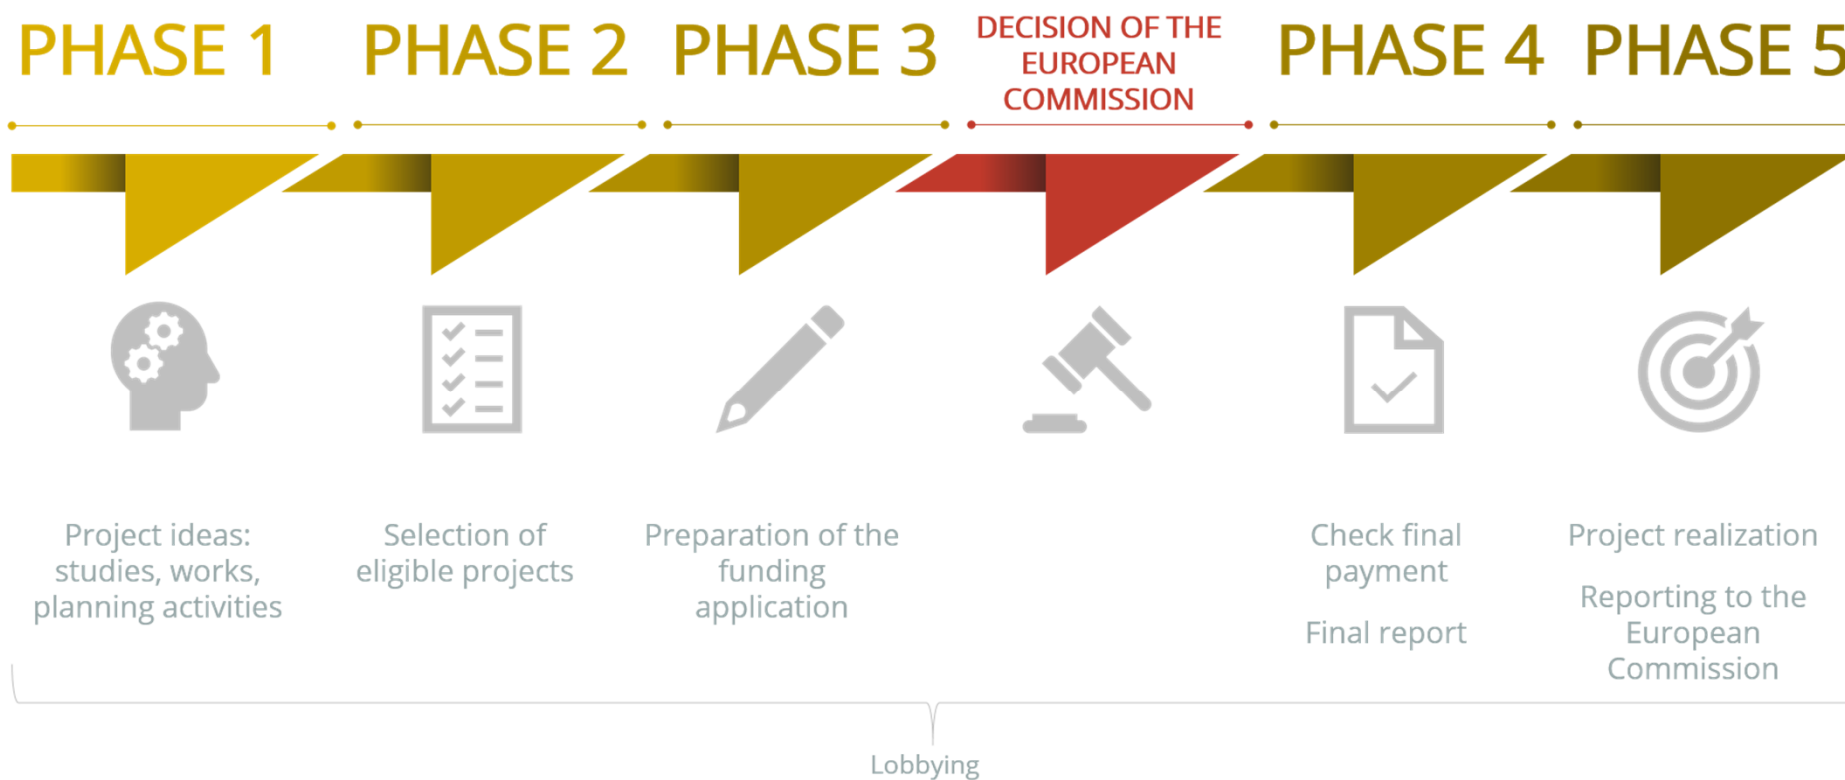 PHASE 1
PHASE 2
PHASE 3
DECISION OF THE
EUROPEAN
COMMISSION
PHASE 4
PHASE 5
Project ideas:
studies, works,
planning activities
Selection of
eligible projects
Preparation of the
funding
application
Check final
payment
Final report
Project realization
Reporting to the
European
Commission
Lobbying